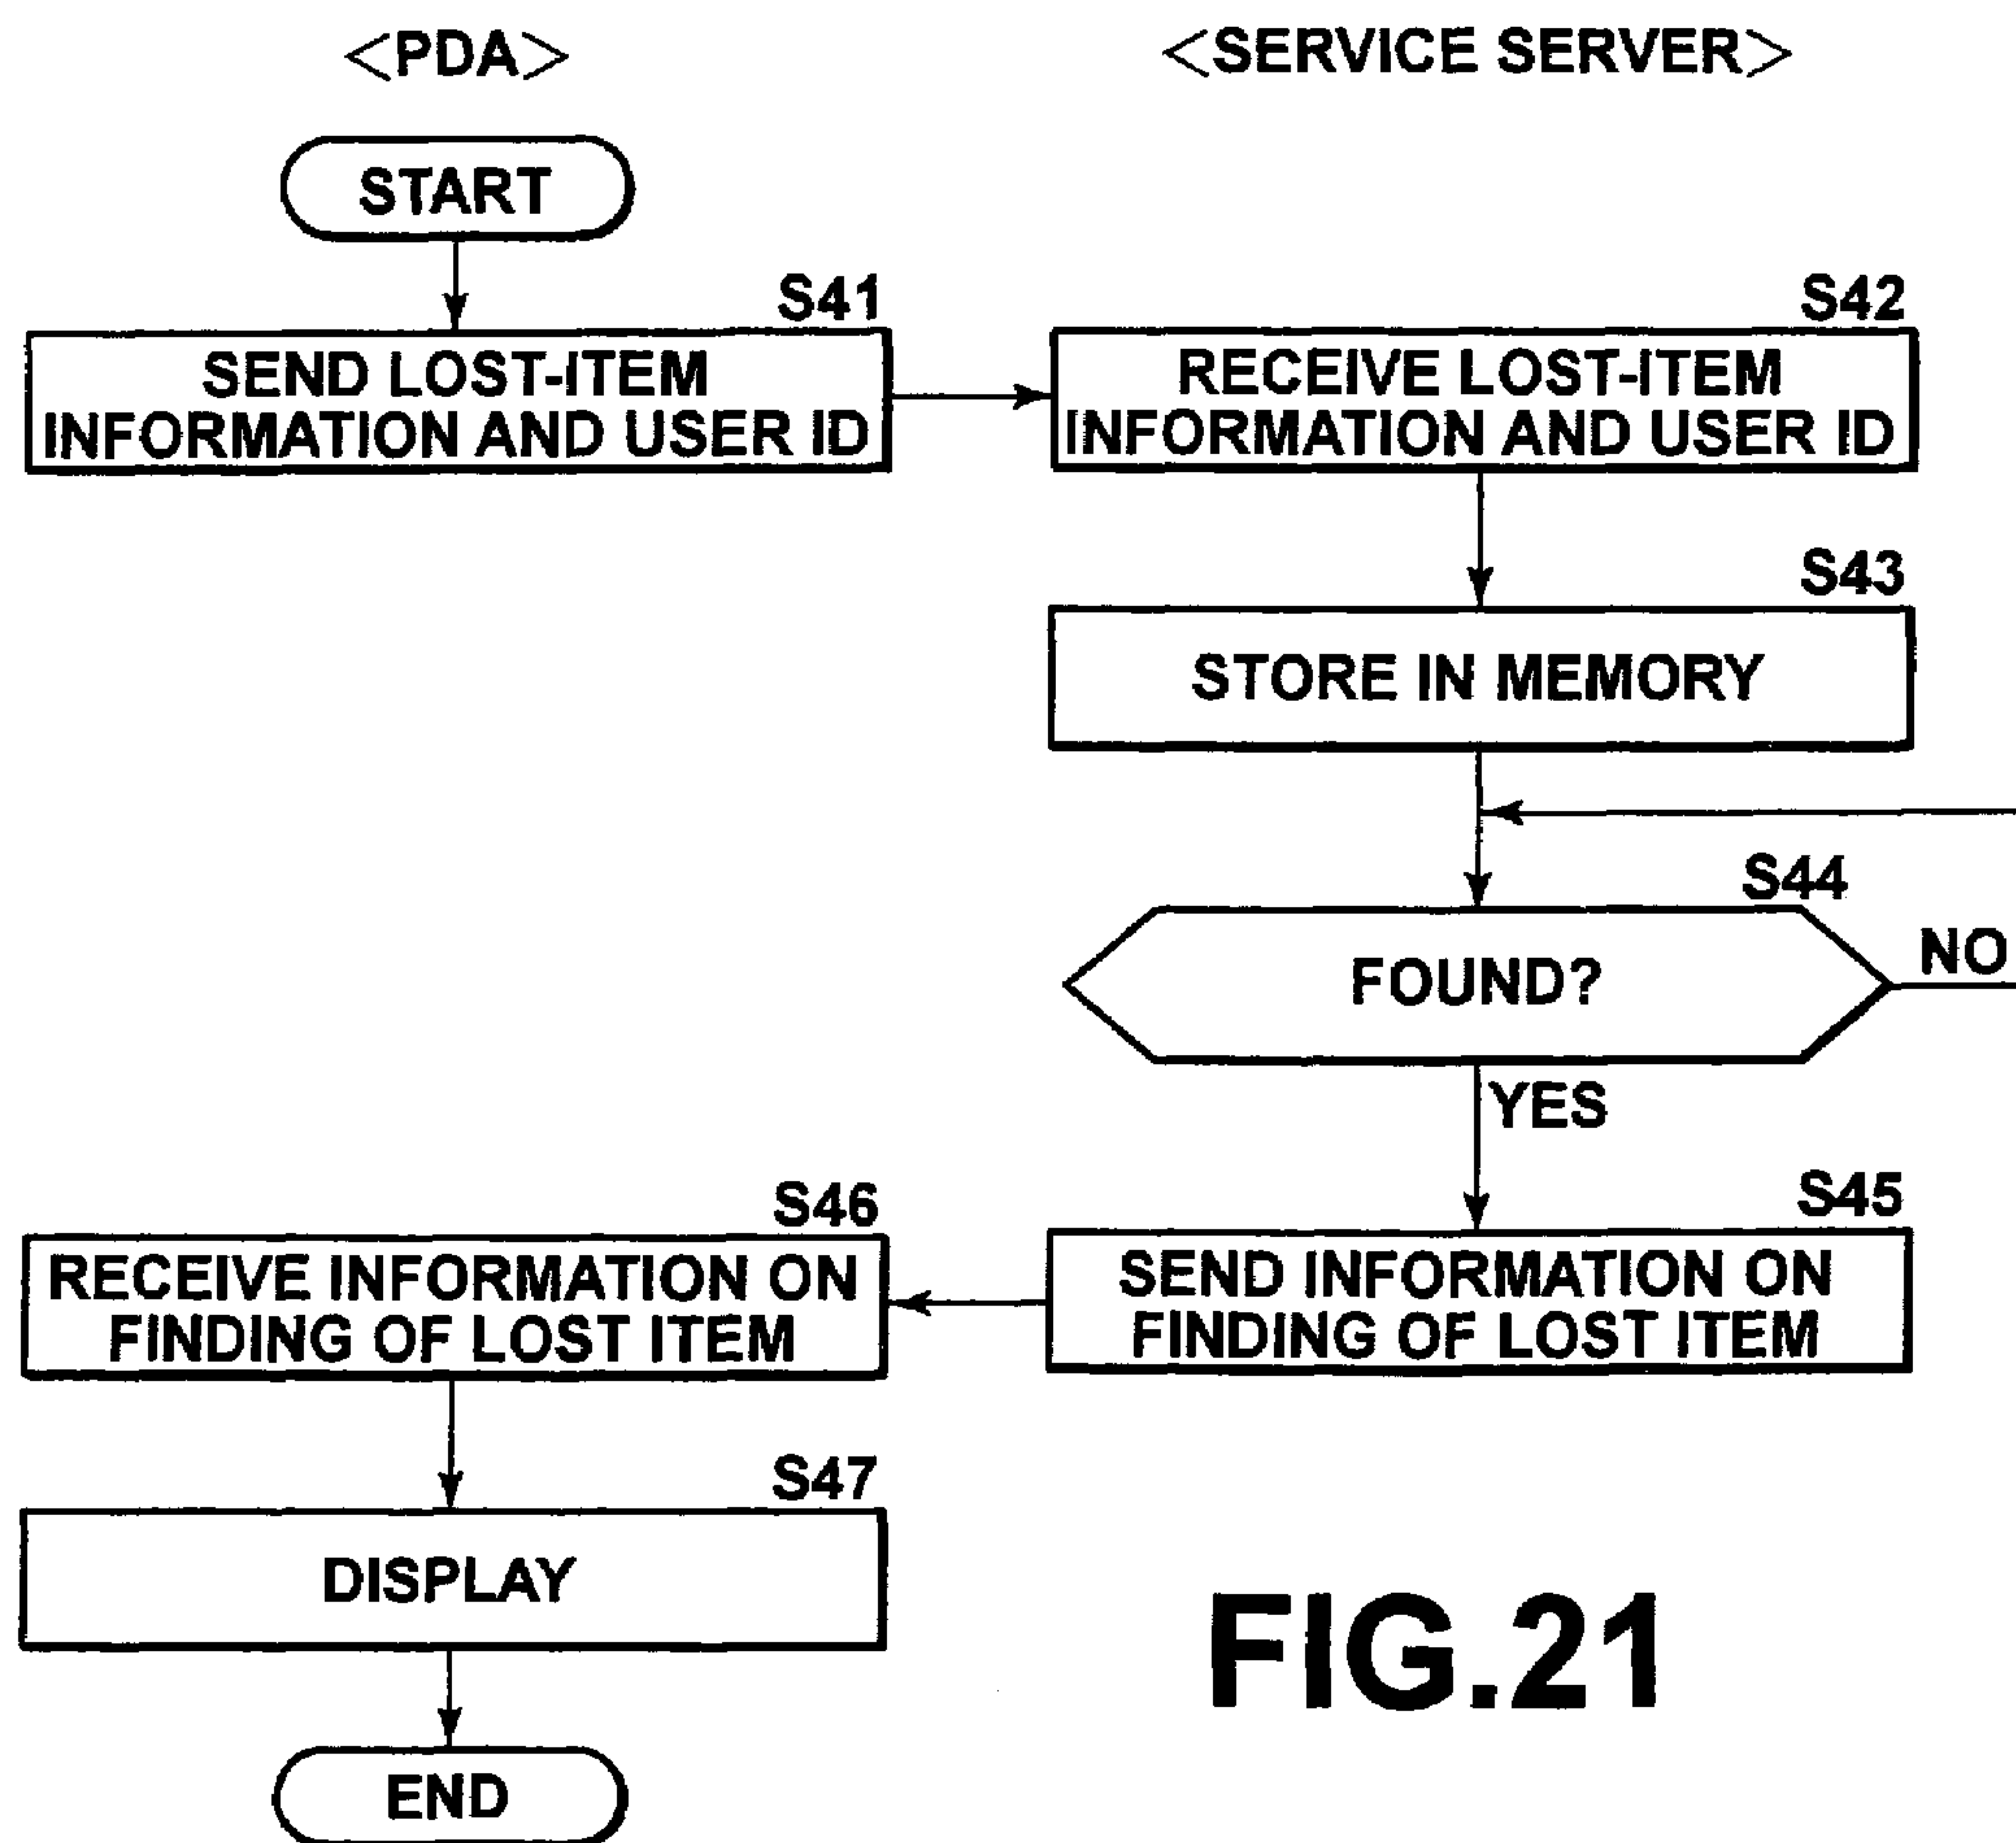 <PDA>
<SERVICE SERVER>
START
S41
SEND LOST-ITEM
INFORMATION AND USER ID
S42
RECEIVE LOST-ITEM
INFORMATION AND USER ID
S43
STORE IN MEMORY
S44
FOUND?
NO
YES
S45
SEND INFORMATION ON
FINDING OF LOST ITEM
S46
RECEIVE INFORMATION ON
FINDING OF LOST ITEM
S47
DISPLAY
END
FIG.21